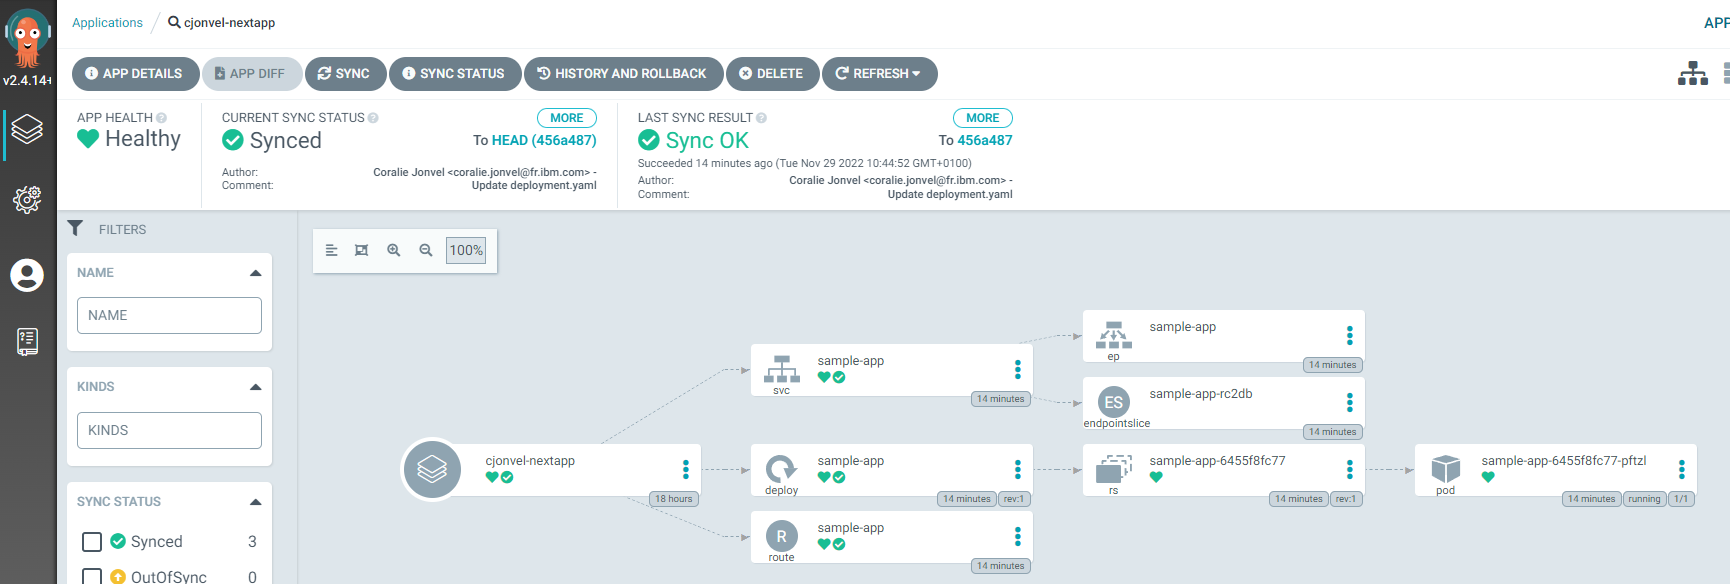 Applications / cjonvel-nextapp
APP
v2.4.14+
APP DETAILS
APP DIFF
SYNC
SYNC STATUS
HISTORY AND ROLLBACK
DELETE
REFRESH
APP HEALTH
Healthy
CURRENT SYNC STATUS
MORE
Synced
To HEAD (456a487)
Author: Coralie Jonvel <coralie.jonvel@fr.ibm.com> -
Comment: Update deployment.yaml
LAST SYNC RESULT
MORE
Sync OK
To 456a487
Succeeded 14 minutes ago (Tue Nov 29 2022 10:44:52 GMT+0100)
Author: Coralie Jonvel <coralie.jonvel@fr.ibm.com> -
Comment: Update deployment.yaml
FILTERS
NAME
NAME
KINDS
KINDS
SYNC STATUS
Synced 3
OutOfSync 0
100%
cjonvel-nextapp
18 hours
sample-app
svc
14 minutes
sample-app
ep
14 minutes
ES
sample-app-rc2db
endpointslice
14 minutes
sample-app
deploy
14 minutes
rev:1
sample-app-6455f8fc77
rs
14 minutes
rev:1
sample-app-6455f8fc77-pftzl
pod
14 minutes
running
1/1
R
sample-app
route
14 minutes